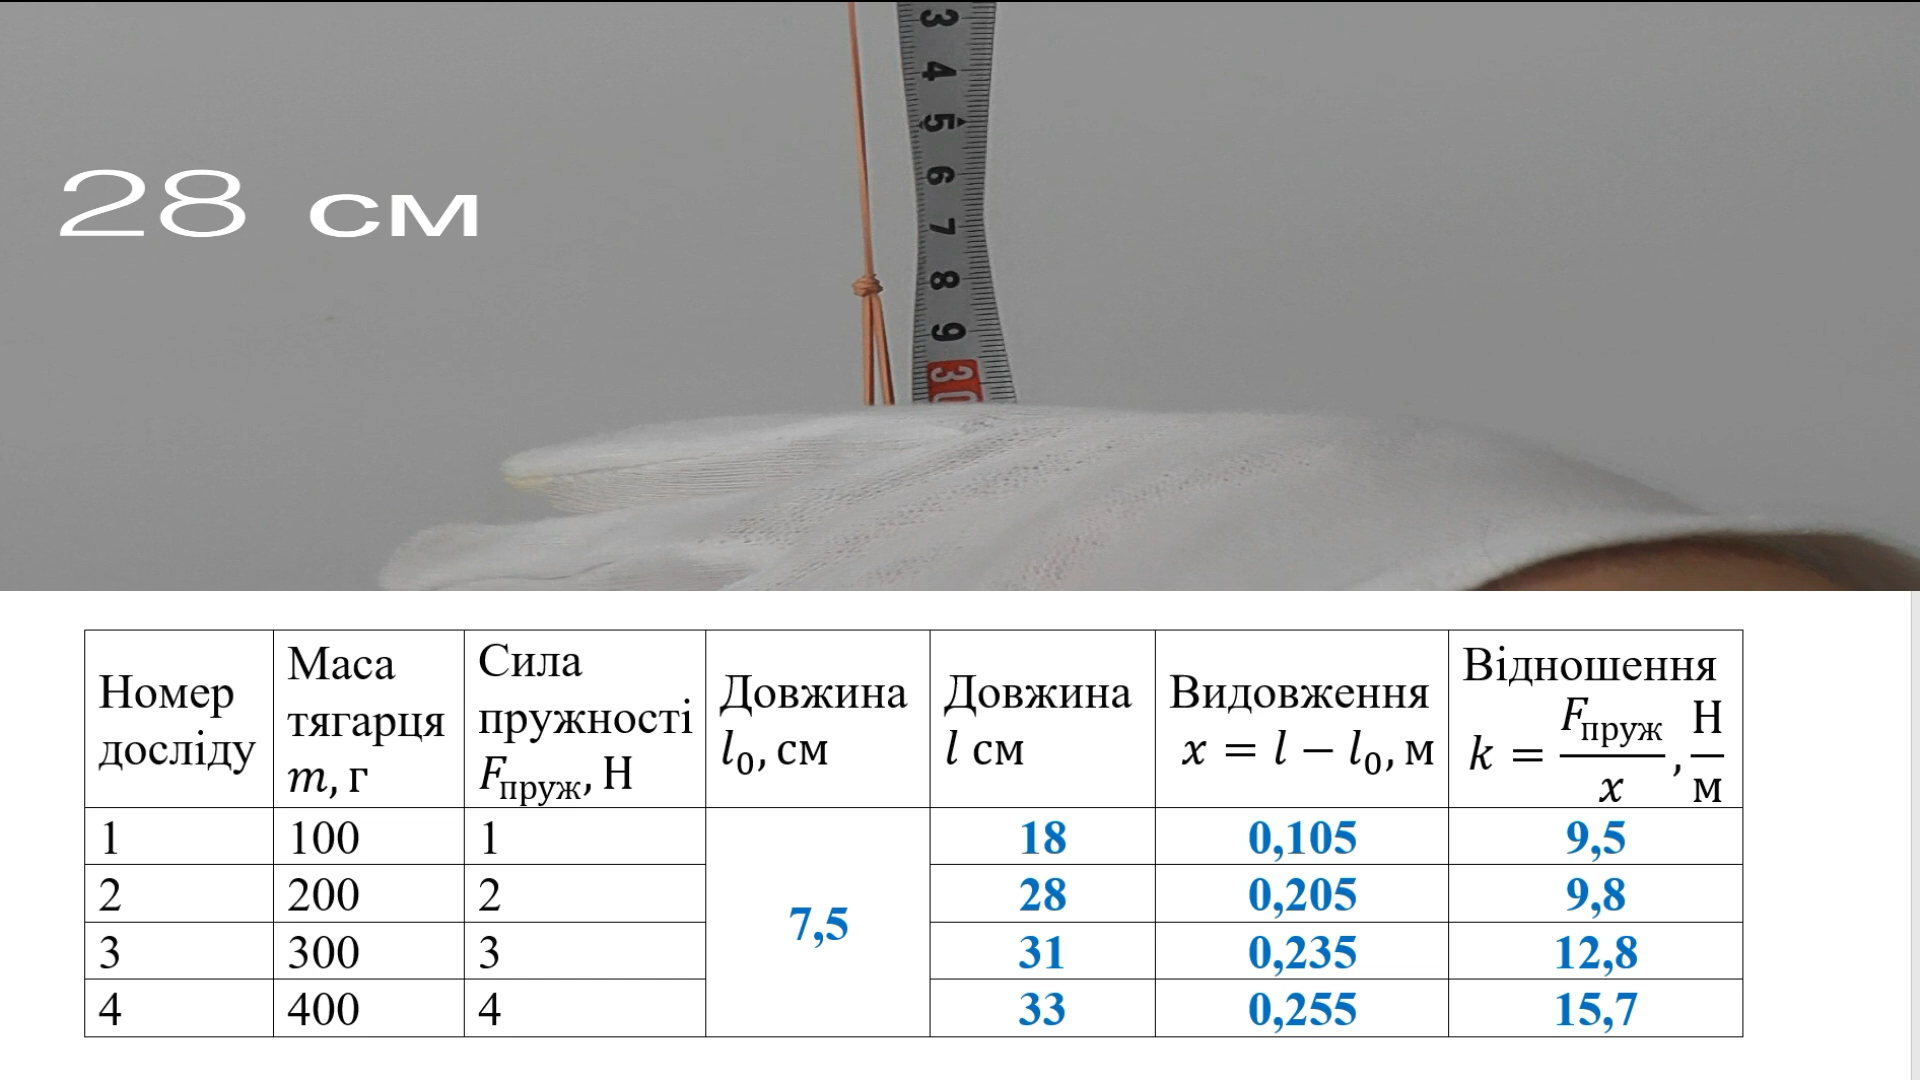 3
4
5
6
7
8
9
30
28 см
Номер досліду
Маса тягарця m, г
Сила пружності Fпруж, Н
Довжина l₀, см
Довжина l см
Видовження x = l − l₀, м
Відношення k = Fпруж/x, Н/м
1 100 1 7,5 18 0,105 9,5
2 200 2 28 0,205 9,8
3 300 3 31 0,235 12,8
4 400 4 33 0,255 15,7